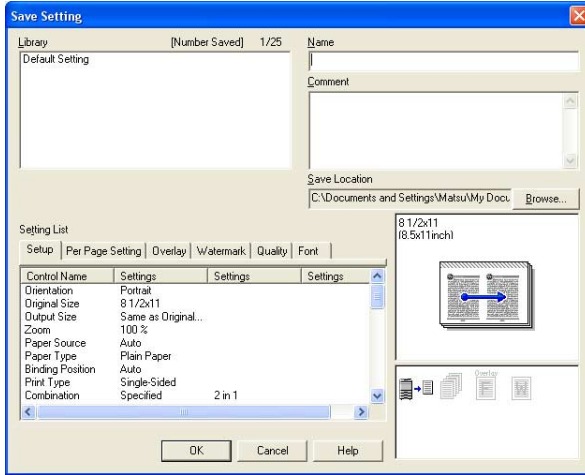 Save Setting
Library [Number Saved] 1/25
Default Setting
Name
Comment
Save Location
C:\Documents and Settings\Matsu\My Docu Browse...
Setting List
Setup Per Page Setting Overlay Watermark Quality Font
Control Name Settings Settings Settings
Orientation Portrait
Original Size 8 1/2x11
Output Size Same as Original...
Zoom 100 %
Paper Source Auto
Paper Type Plain Paper
Binding Position Auto
Print Type Single-Sided
Combination Specified 2 in 1
8 1/2x11
(8.5x11inch)
Overlay
OK Cancel Help